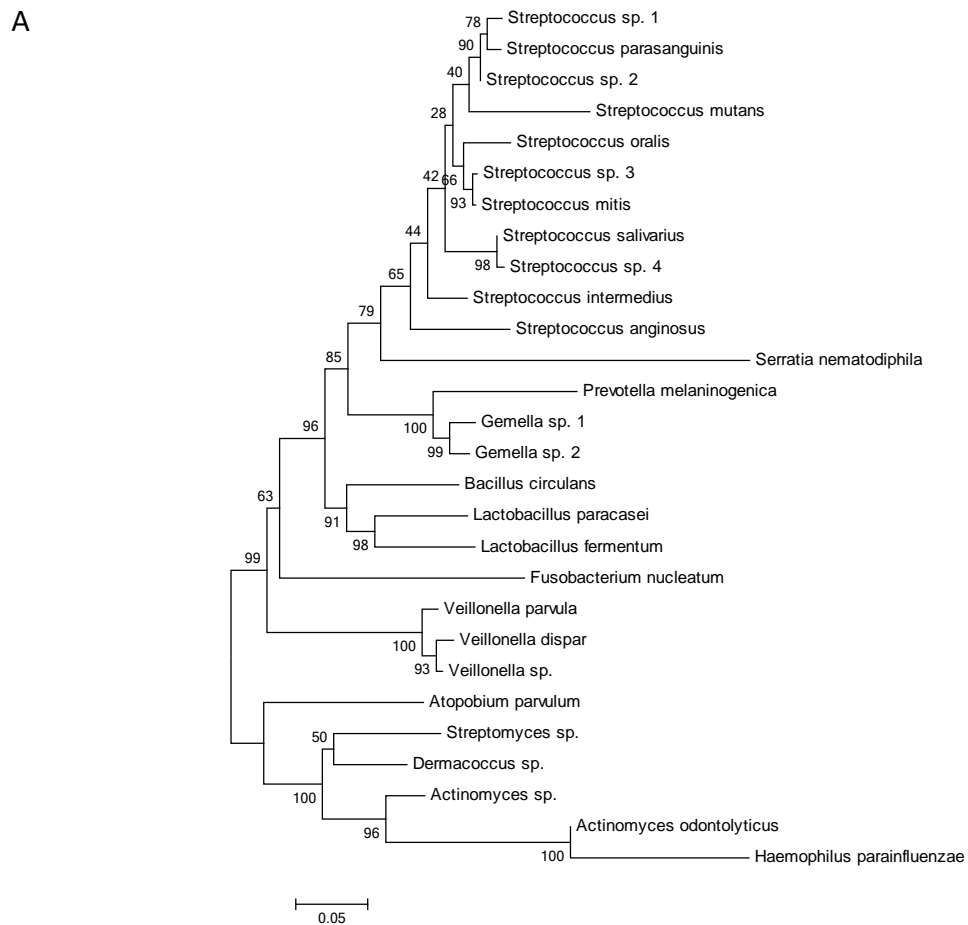 A
78 Streptococcus sp. 1
90 Streptococcus parasanguinis
40 Streptococcus sp. 2
28 Streptococcus mutans
Streptococcus oralis
42 66 Streptococcus sp. 3
93 Streptococcus mitis
44 Streptococcus salivarius
98 Streptococcus sp. 4
65
Streptococcus intermedius
79 Streptococcus anginosus
85 Serratia nematodiphila
Prevotella melaninogenica
96 100 Gemella sp. 1
99 Gemella sp. 2
Bacillus circulans
63 91 Lactobacillus paracasei
98 Lactobacillus fermentum
99 Fusobacterium nucleatum
Veillonella parvula
100 Veillonella dispar
93 Veillonella sp.
Atopobium parvulum
50 Streptomyces sp.
Dermacoccus sp.
100 Actinomyces sp.
96 Actinomyces odontolyticus
100 Haemophilus parainfluenzae
0.05